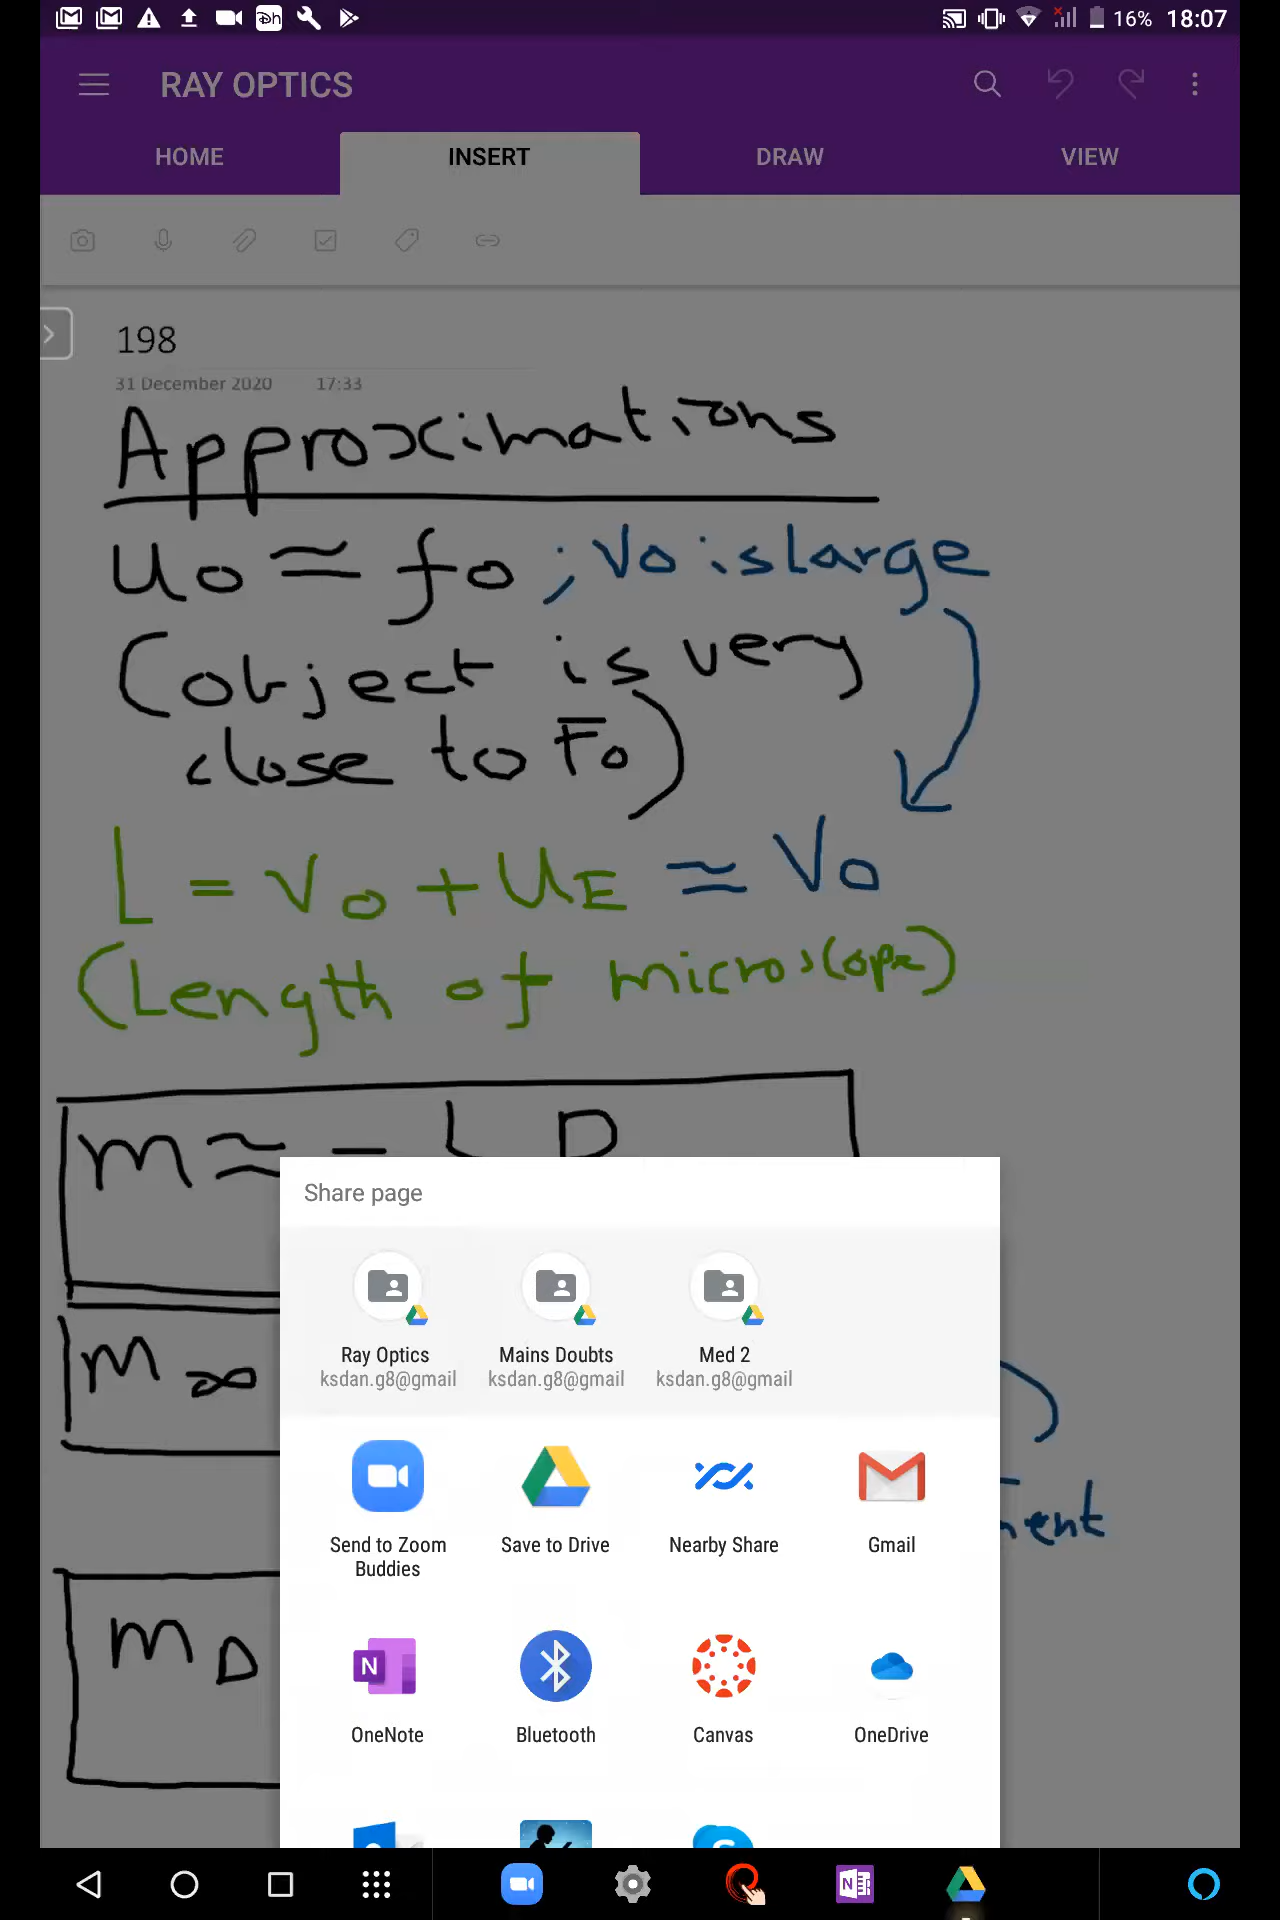 16% 18:07
RAY OPTICS
HOME INSERT DRAW VIEW
198
31 December 2020 17:33
Approximations
uo ≈ fo ; Vo is large
(object is very
close to Fo)
L = Vo + UE ≈ Vo
(Length of microscope)
m ≈ - L D
m ∞
mD
Share page
Ray Optics Mains Doubts Med 2
ksdan.g8@gmail ksdan.g8@gmail ksdan.g8@gmail
Send to Zoom Buddies Save to Drive Nearby Share Gmail
OneNote Bluetooth Canvas OneDrive